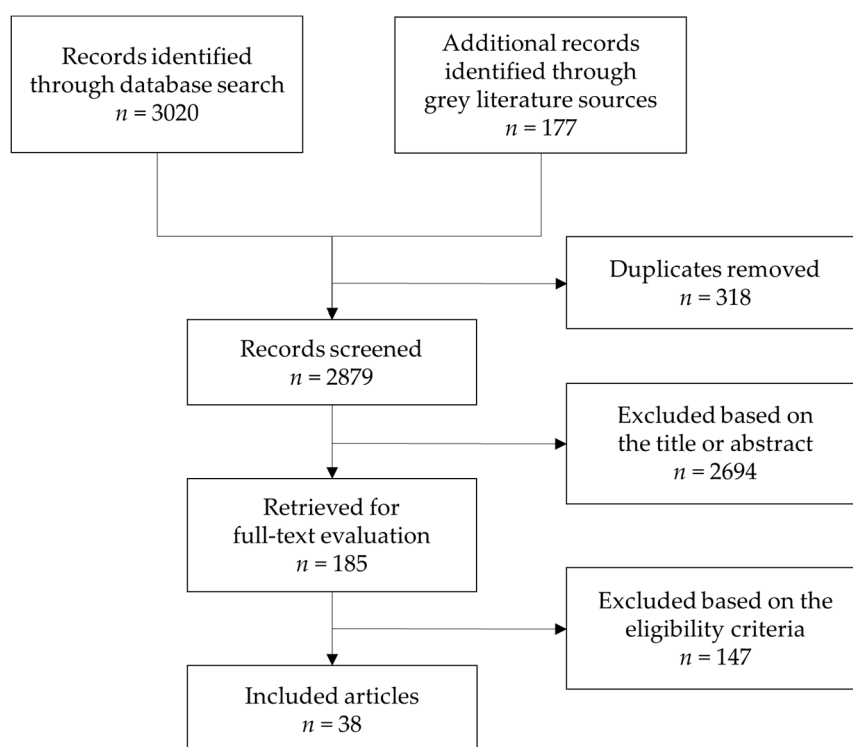 Records identified
through database search
n = 3020
Additional records
identified through
grey literature sources
n = 177
Duplicates removed
n = 318
Records screened
n = 2879
Excluded based on
the title or abstract
n = 2694
Retrieved for
full-text evaluation
n = 185
Excluded based on the
eligibility criteria
n = 147
Included articles
n = 38